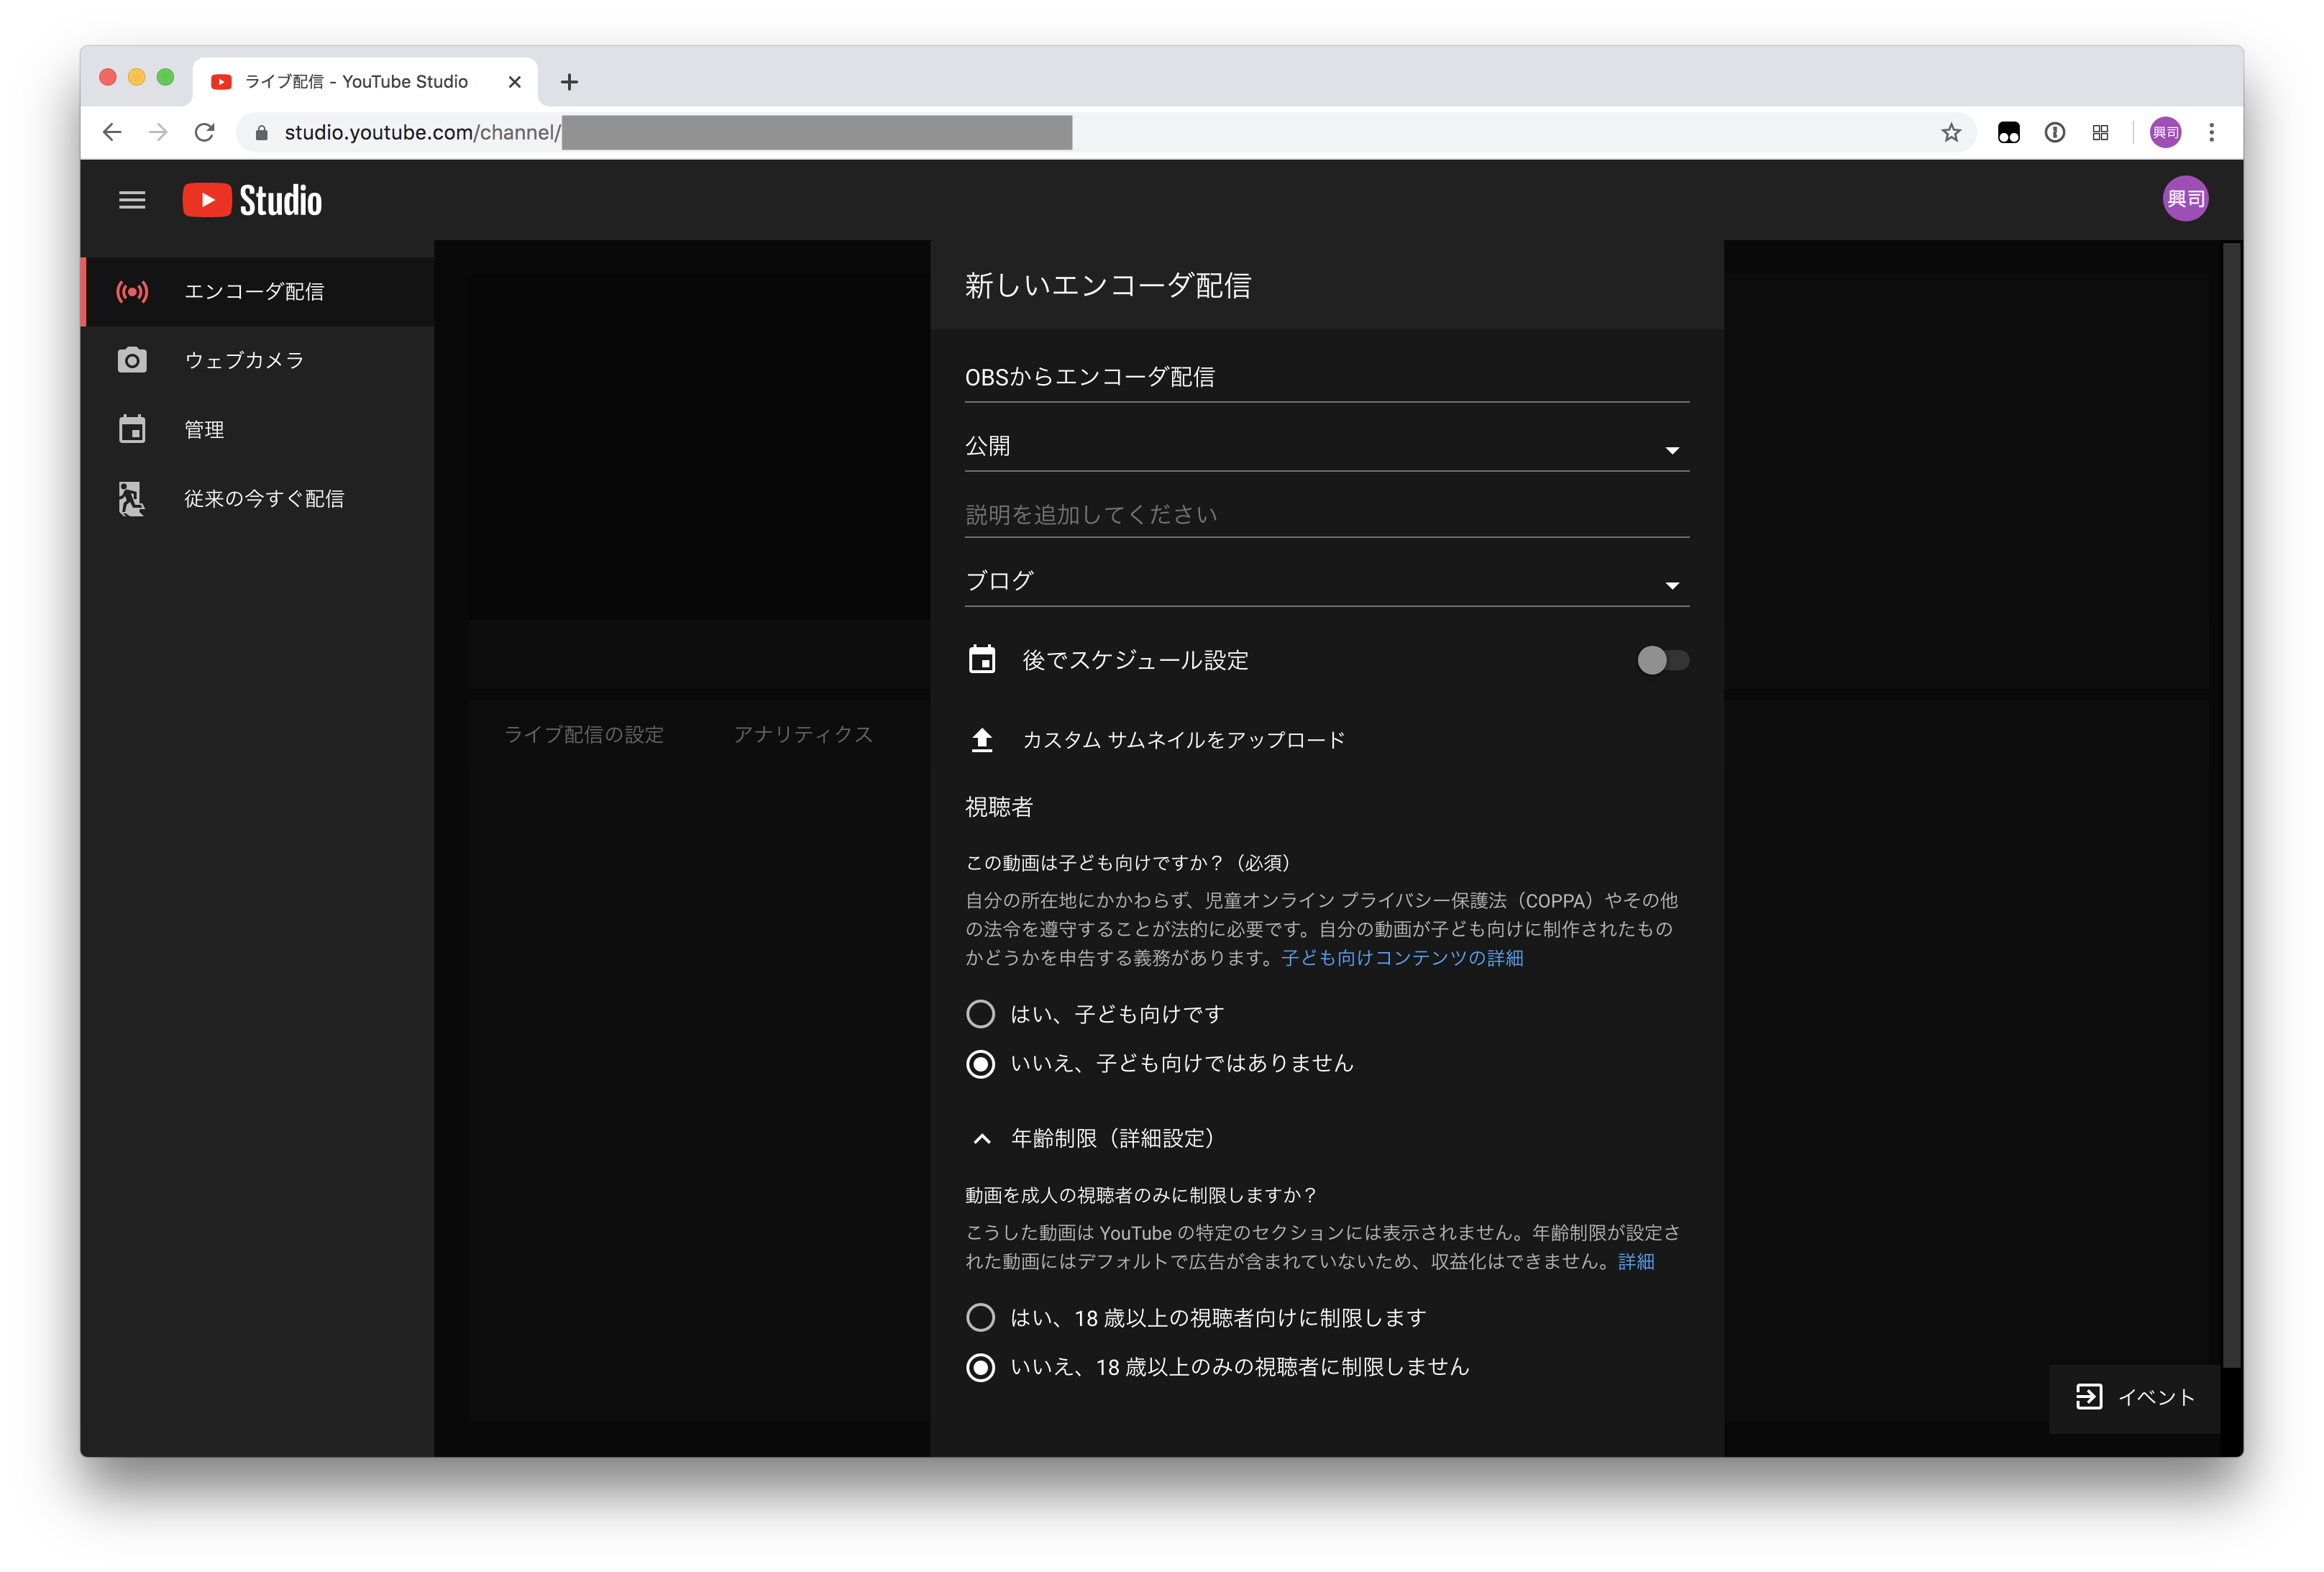 ライブ配信 - YouTube Studio
studio.youtube.com/channel/
興司
Studio
興司
エンコーダ配信
ウェブカメラ
管理
従来の今すぐ配信
ライブ配信の設定
アナリティクス
新しいエンコーダ配信
OBSからエンコーダ配信
公開
説明を追加してください
ブログ
後でスケジュール設定
カスタム サムネイルをアップロード
視聴者
この動画は子ども向けですか？（必須）
自分の所在地にかかわらず、児童オンライン プライバシー保護法（COPPA）やその他
の法令を遵守することが法的に必要です。自分の動画が子ども向けに制作されたもの
かどうかを申告する義務があります。子ども向けコンテンツの詳細
はい、子ども向けです
いいえ、子ども向けではありません
年齢制限（詳細設定）
動画を成人の視聴者のみに制限しますか？
こうした動画は YouTube の特定のセクションには表示されません。年齢制限が設定さ
れた動画にはデフォルトで広告が含まれていないため、収益化はできません。詳細
はい、18 歳以上の視聴者向けに制限します
いいえ、18 歳以上のみの視聴者に制限しません
イベント